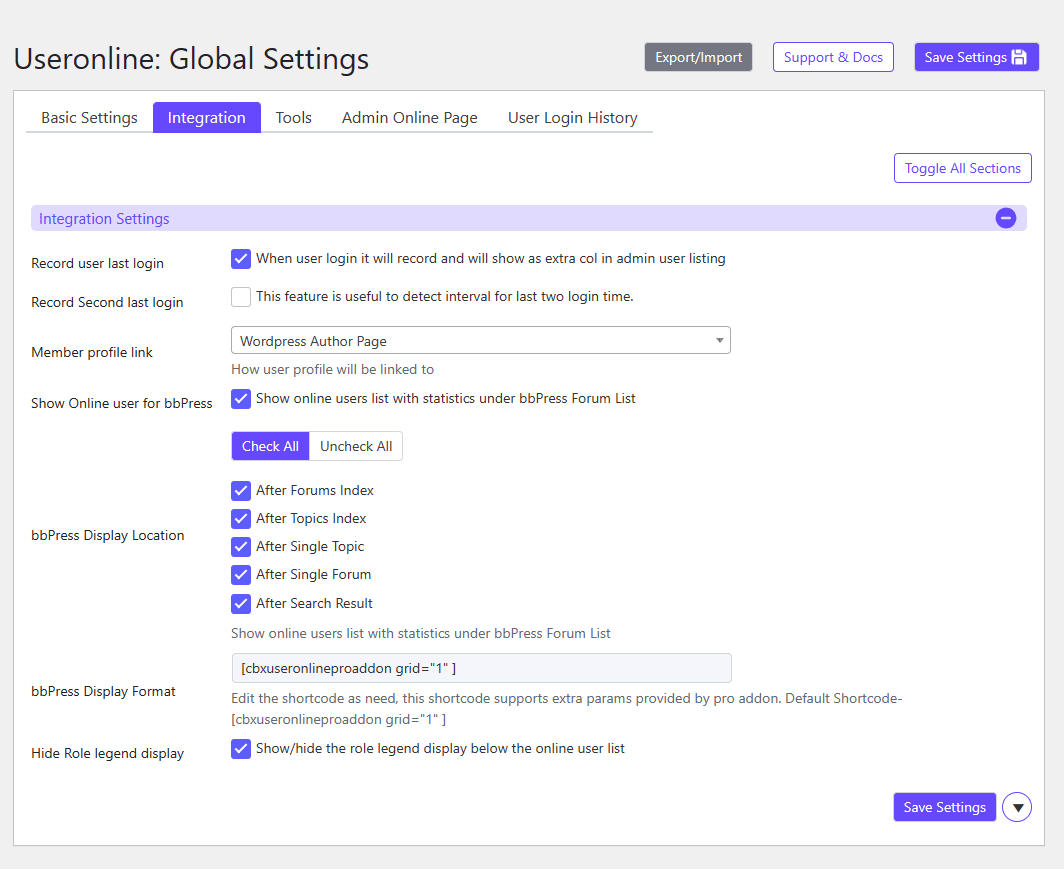 Useronline: Global Settings
Export/Import
Support & Docs
Save Settings
Basic Settings
Integration
Tools
Admin Online Page
User Login History
Toggle All Sections
Integration Settings
Record user last login
When user login it will record and will show as extra col in admin user listing
Record Second last login
This feature is useful to detect interval for last two login time.
Member profile link
Wordpress Author Page
How user profile will be linked to
Show Online user for bbPress
Show online users list with statistics under bbPress Forum List
Check All
Uncheck All
bbPress Display Location
After Forums Index
After Topics Index
After Single Topic
After Single Forum
After Search Result
Show online users list with statistics under bbPress Forum List
bbPress Display Format
[cbxuseronlineproaddon grid="1" ]
Edit the shortcode as need, this shortcode supports extra params provided by pro addon. Default Shortcode-
[cbxuseronlineproaddon grid="1" ]
Hide Role legend display
Show/hide the role legend display below the online user list
Save Settings